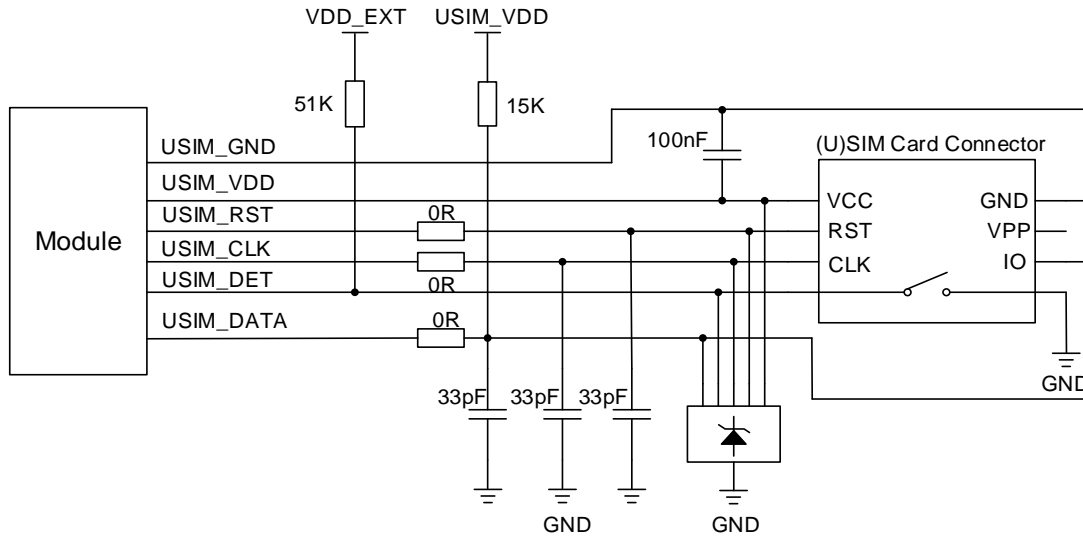 VDD_EXT USIM_VDD
51K 15K
100nF (U)SIM Card Connector
USIM_GND
USIM_VDD VCC GND
USIM_RST 0R RST VPP
Module USIM_CLK CLK IO
USIM_DET 0R
USIM_DATA 0R
GND
33pF 33pF 33pF
GND GND